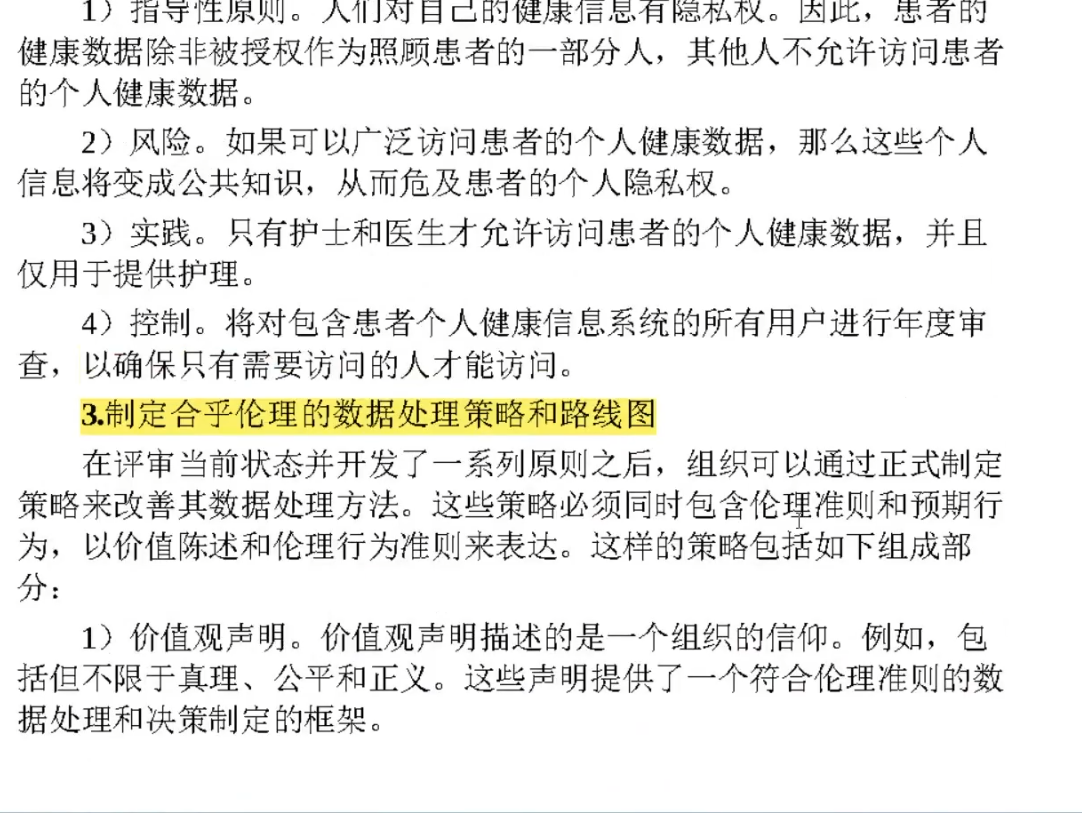 1）指导性原则。人们对自己的健康信息有隐私权。因此，患者的
健康数据除非被授权作为照顾患者的一部分人，其他人不允许访问患者
的个人健康数据。
2）风险。如果可以广泛访问患者的个人健康数据，那么这些个人
信息将变成公共知识，从而危及患者的个人隐私权。
3）实践。只有护士和医生才允许访问患者的个人健康数据，并且
仅用于提供护理。
4）控制。将对包含患者个人健康信息系统的所有用户进行年度审
查，以确保只有需要访问的人才能访问。
3.制定合乎伦理的数据处理策略和路线图
在评审当前状态并开发了一系列原则之后，组织可以通过正式制定
策略来改善其数据处理方法。这些策略必须同时包含伦理准则和预期行
为，以价值陈述和伦理行为准则来表达。这样的策略包括如下组成部
分：
1）价值观声明。价值观声明描述的是一个组织的信仰。例如，包
括但不限于真理、公平和正义。这些声明提供了一个符合伦理准则的数
据处理和决策制定的框架。